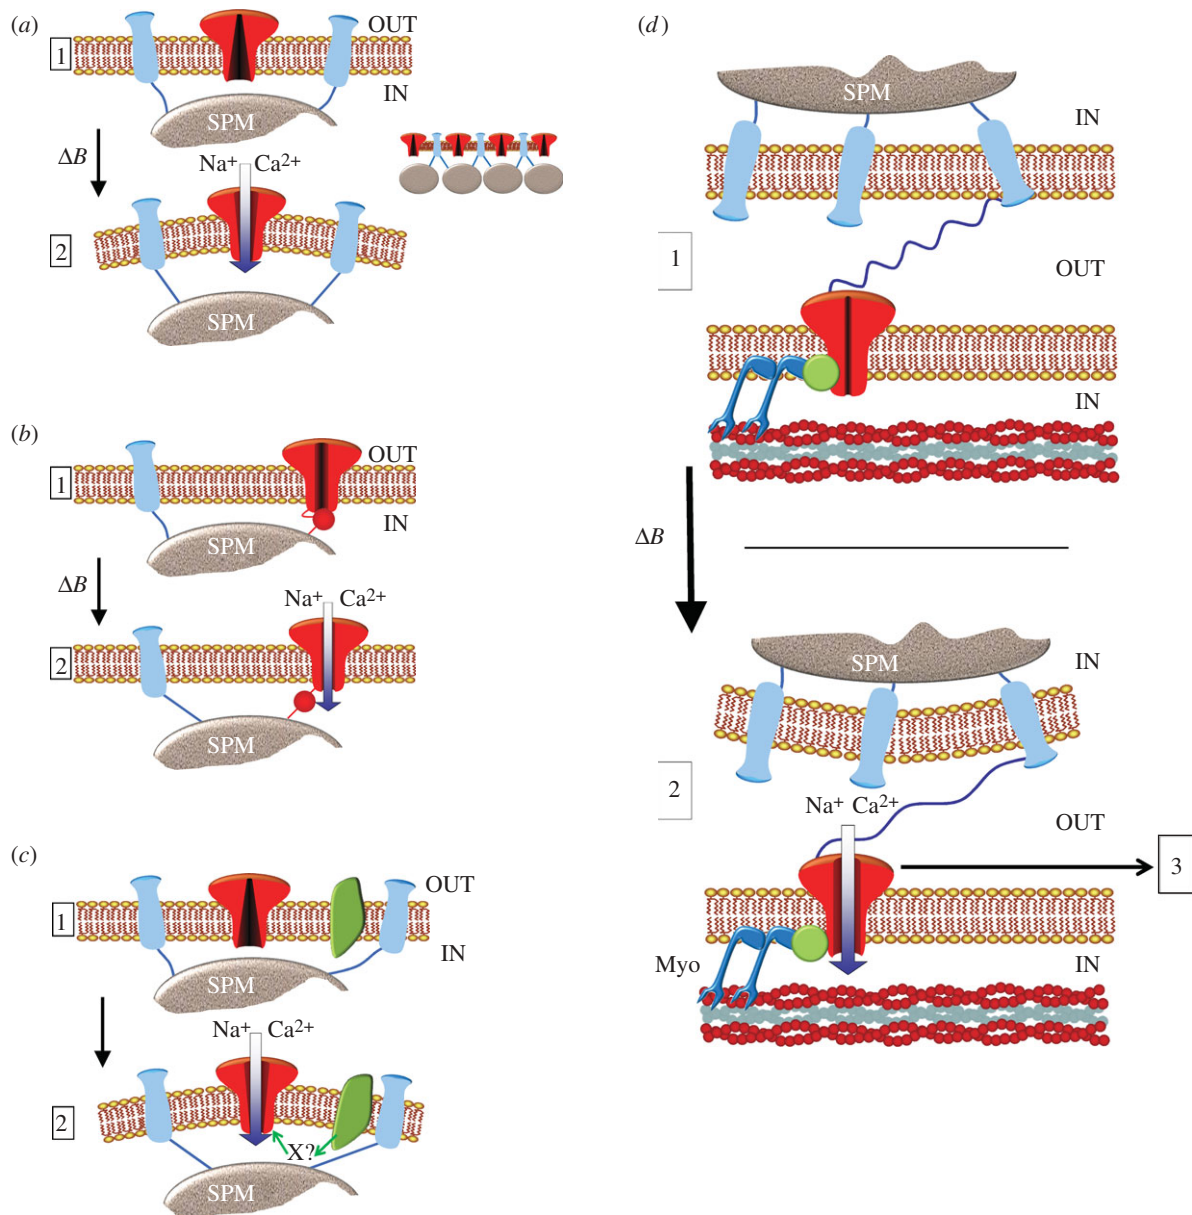 (a)
OUT
1
IN
SPM
ΔB
Na⁺ Ca²⁺
2
SPM
(b)
OUT
1
IN
SPM
ΔB
Na⁺ Ca²⁺
2
SPM
(c)
OUT
1
IN
SPM
Na⁺ Ca²⁺
2
X?
SPM
(d)
SPM
IN
1
OUT
IN
ΔB
SPM
IN
2
Na⁺ Ca²⁺
OUT
3
Myo
IN